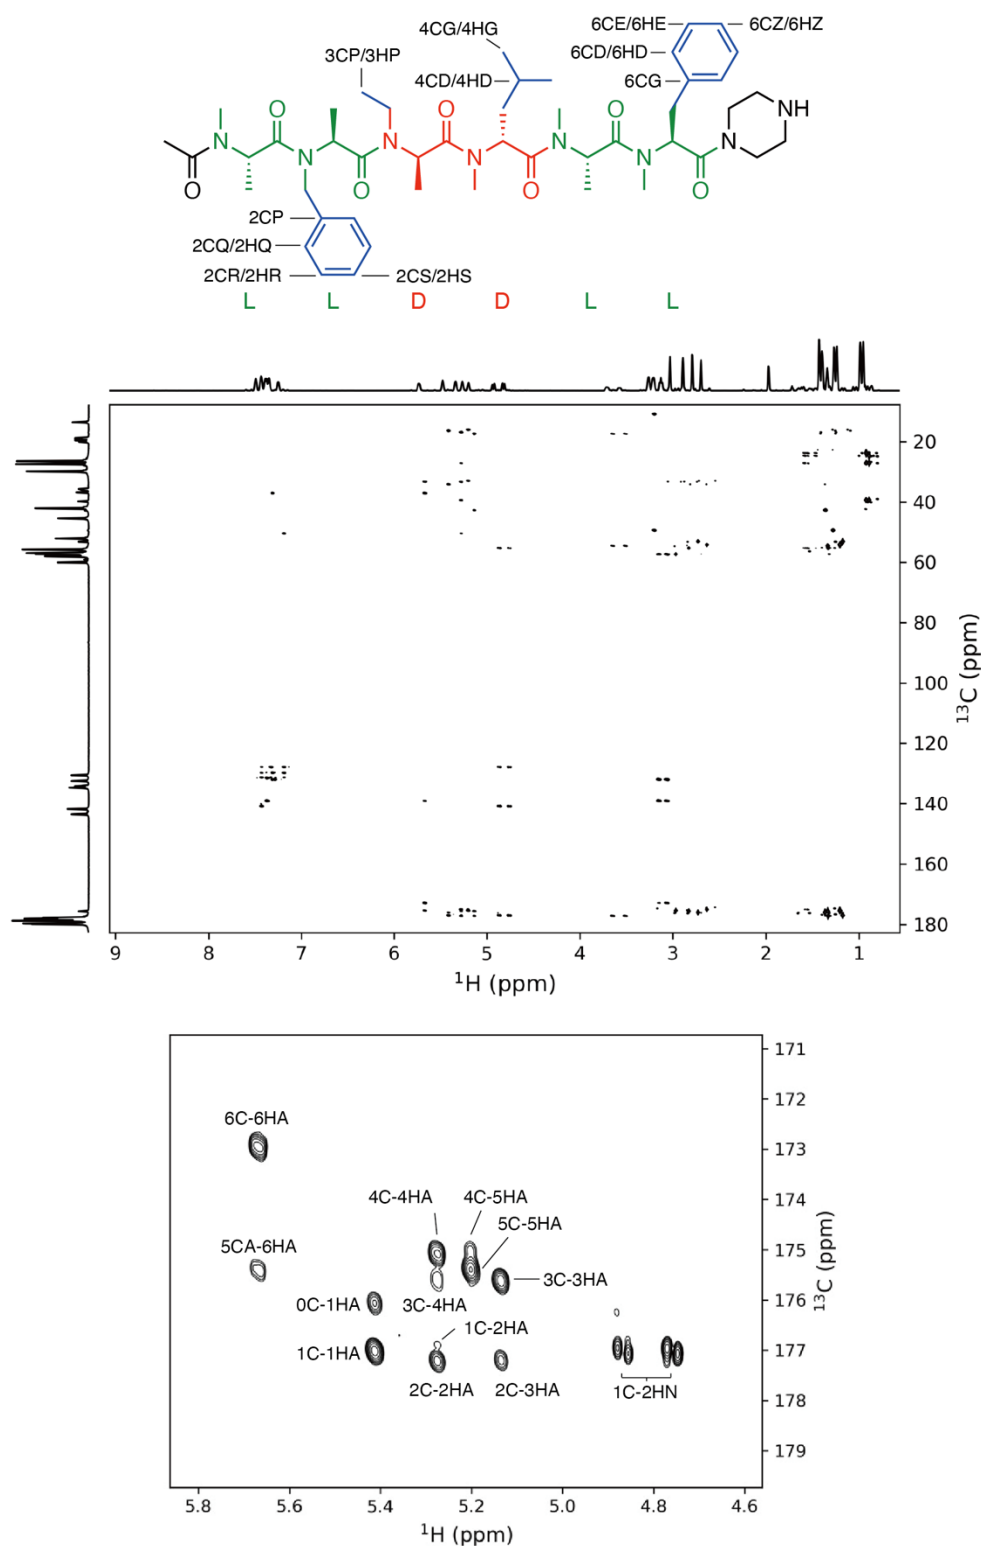 4CG/4HG
6CE/6HE
6CZ/6HZ
3CP/3HP
6CD/6HD
4CD/4HD
6CG
O O O
N N N N NH
O N N O N O N O
2CP
2CQ/2HQ
2CR/2HR 2CS/2HS
L L D D L L
20
40
60
80
100
120
140
160
180
13C (ppm)
9 8 7 6 5 4 3 2 1
1H (ppm)
171
172
173
174
175
176
177
178
179
13C (ppm)
6C-6HA
4C-4HA 4C-5HA
5C-5HA
5CA-6HA
3C-3HA
0C-1HA 3C-4HA
1C-2HA
1C-1HA
2C-2HA 2C-3HA 1C-2HN
5.8 5.6 5.4 5.2 5.0 4.8 4.6
1H (ppm)